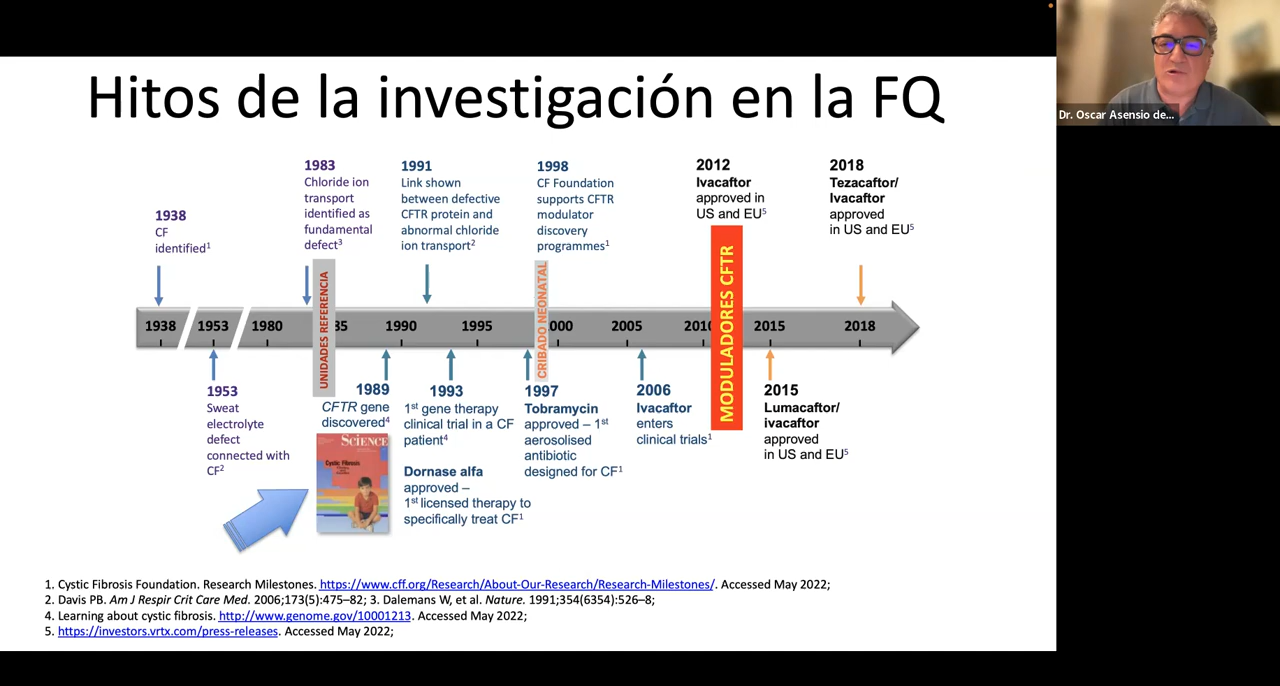 Hitos de la investigación en la FQ
Dr. Oscar Asensio de...
1938
CF
identified1
1983
Chloride ion
transport
identified as
fundamental
defect3
1991
Link shown
between defective
CFTR protein and
abnormal chloride
ion transport2
1998
CF Foundation
supports CFTR
modulator
discovery
programmes1
2012
Ivacaftor
approved in
US and EU5
2018
Tezacaftor/
Ivacaftor
approved
in US and EU5
UNIDADES REFERENCIA
CRIBADO NEONATAL
MODULADORES CFTR
1938 1953 1980 85 1990 1995 000 2005 2010 2015 2018
1953
Sweat
electrolyte
defect
connected with
CF2
1989
CFTR gene
discovered4
SCIENCE
Cystic Fibrosis
1993
1st gene therapy
clinical trial in a CF
patient4
Dornase alfa
approved –
1st licensed therapy to
specifically treat CF1
1997
Tobramycin
approved – 1st
aerosolised
antibiotic
designed for CF1
2006
Ivacaftor
enters
clinical trials1
2015
Lumacaftor/
ivacaftor
approved
in US and EU5
1. Cystic Fibrosis Foundation. Research Milestones. https://www.cff.org/Research/About-Our-Research/Research-Milestones/. Accessed May 2022;
2. Davis PB. Am J Respir Crit Care Med. 2006;173(5):475–82; 3. Dalemans W, et al. Nature. 1991;354(6354):526–8;
4. Learning about cystic fibrosis. http://www.genome.gov/10001213. Accessed May 2022;
5. https://investors.vrtx.com/press-releases. Accessed May 2022;